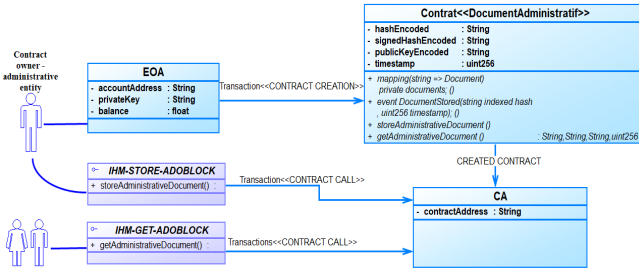 Contract
owner -
administrative
entity
EOA
- accountAddress : String
- privateKey : String
- balance : float
Transaction<<CONTRACT CREATION>>
Contrat<<DocumentAdministratif>>
- hashEncoded : String
- signedHashEncoded : String
- publicKeyEncoded : String
- timestamp : uint256
+ mapping(string => Document)
private documents; ()
+ event DocumentStored(string indexed hash
, uint256 timestamp); ()
+ storeAdministrativeDocument ()
+ getAdministrativeDocument () : String,String,String,uint256
CREATED CONTRACT
IHM-STORE-ADOBLOCK
+ storeAdministrativeDocument() :
Transaction<<CONTRACT CALL>>
CA
- contractAddress : String
IHM-GET-ADOBLOCK
+ getAdministrativeDocument() :
Transactions<<CONTRACT CALL>>